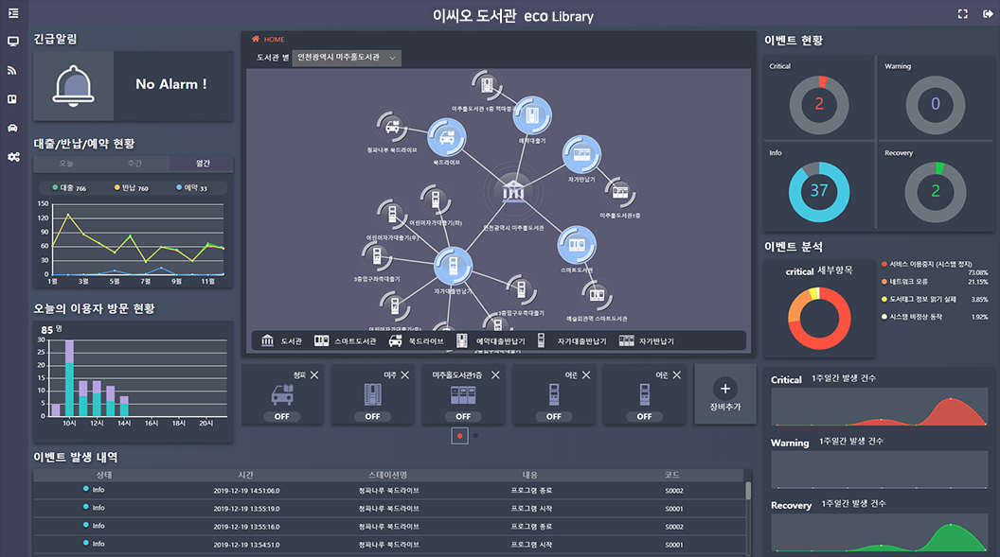 이씨오 도서관 eco Library
긴급알림
No Alarm !
대출/반납/예약 현황
오늘 주간 월간
대출 766 반납 760 예약 33
150
120
90
60
30
0
1월 3월 5월 7월 9월 11월
오늘의 이용자 방문 현황
85 명
30
25
20
15
10
5
0
10시 12시 14시 16시 18시 20시
HOME
도서관 별 인천광역시 미추홀도서관
미추홀도서관 1층
예약대출기
청파나루 북드라이브
북드라이브
자가반납기
미추홀도서관1층
인천광역시 미추홀도서관
어린이자가대출기(좌)
어린이자가대출기(우)
3층입구좌측대출기
자가대출반납기
스마트도서관
3층입구우측대출기
예술회관역 스마트도서관
도서관 스마트도서관 북드라이브 예약대출반납기 자가대출반납기 자가반납기
청파 OFF
미추 OFF
미추홀도서관1층 OFF
어린 OFF
어린 OFF
장비추가
이벤트 발생 내역
상태 시간 스테이션명 내용 코드
Info 2019-12-19 14:51:06.0 청파나루 북드라이브 프로그램 종료 S0002
Info 2019-12-19 13:55:19.0 청파나루 북드라이브 프로그램 시작 S0001
Info 2019-12-19 13:55:16.0 청파나루 북드라이브 프로그램 종료 S0002
Info 2019-12-19 13:54:51.0 청파나루 북드라이브 프로그램 시작 S0001
이벤트 현황
Critical
2
Warning
0
Info
37
Recovery
2
이벤트 분석
critical 세부항목
서비스 이용중지 (시스템 정지)
73.08%
네트워크 오류 21.15%
도서태그 정보 읽기 실패 3.85%
시스템 비정상 동작 1.92%
Critical 1주일간 발생 건수
Warning 1주일간 발생 건수
Recovery 1주일간 발생 건수